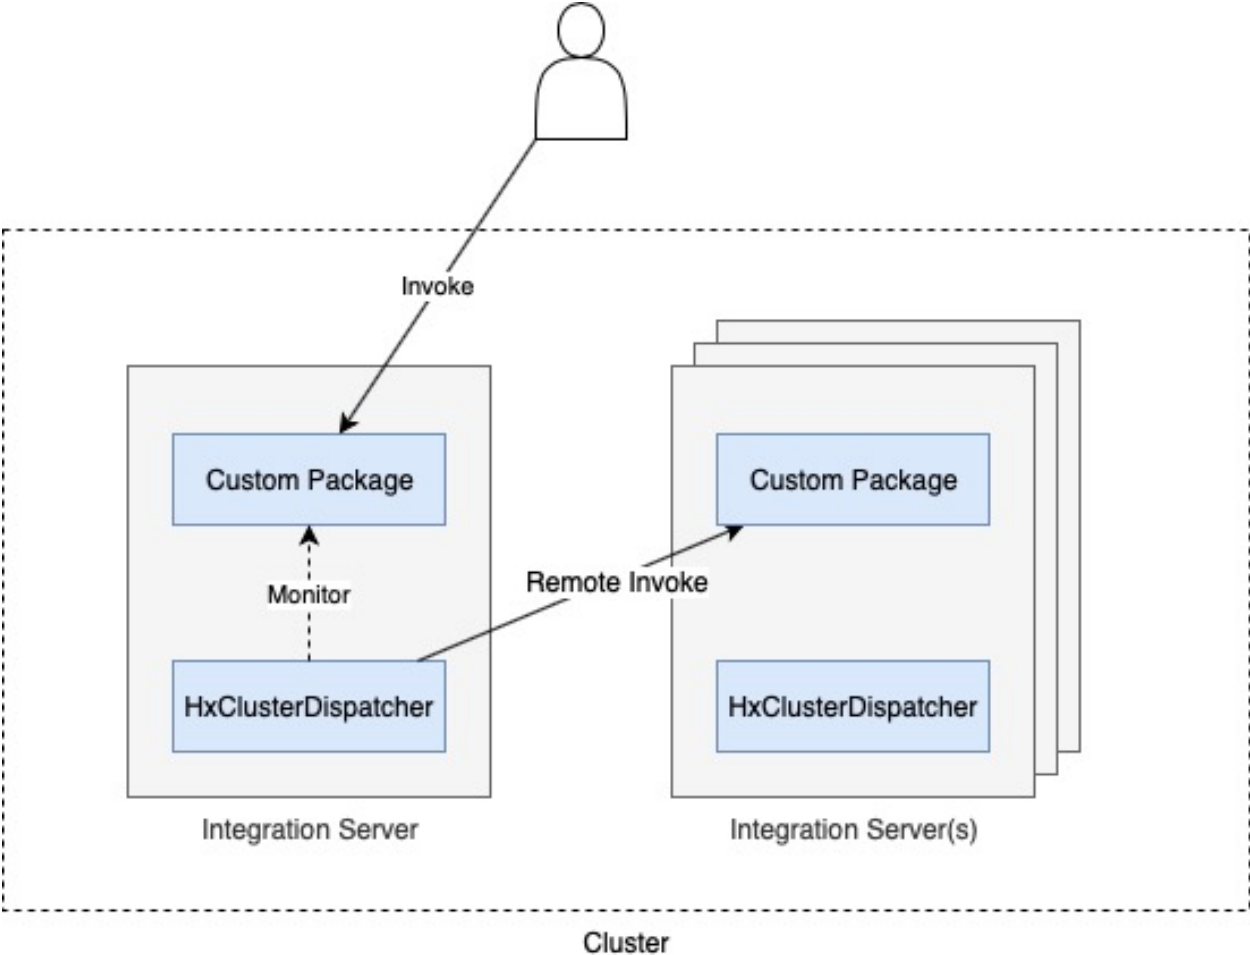 Invoke
Custom Package
Custom Package
Monitor
Remote Invoke
HxClusterDispatcher
HxClusterDispatcher
Integration Server
Integration Server(s)
Cluster